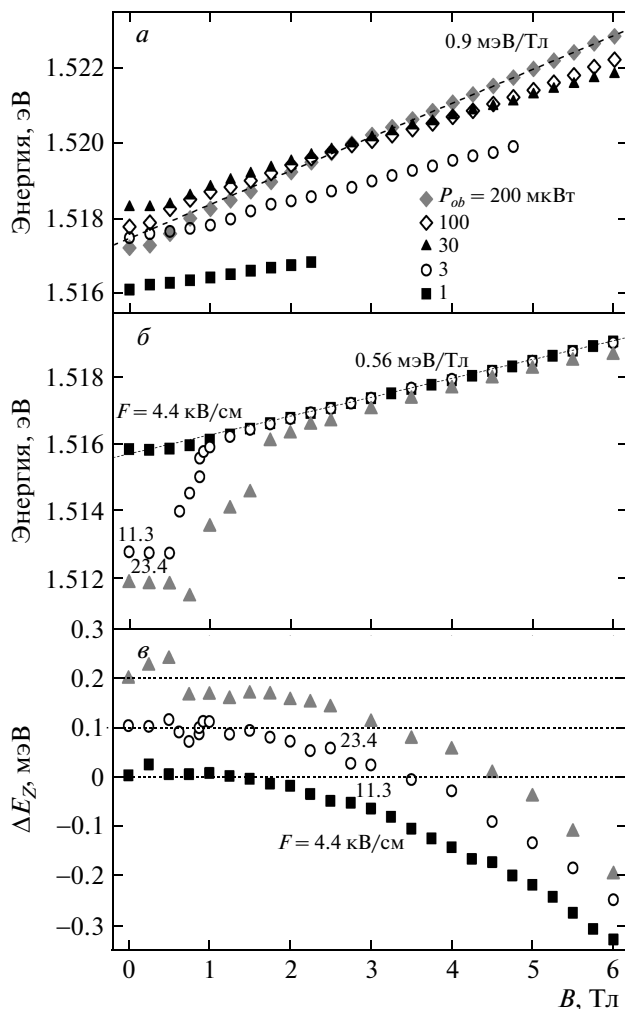 а
0.9 мэВ/Тл
1.522
1.520
1.518
1.516
Энергия, эВ
P_ob = 200 мкВт
100
30
3
1
б
0.56 мэВ/Тл
1.518
1.516
1.514
1.512
Энергия, эВ
F = 4.4 кВ/см
11.3
23.4
в
0.3
0.2
0.1
0
−0.1
−0.2
−0.3
ΔE_Z, мэВ
23.4
11.3
F = 4.4 кВ/см
0 1 2 3 4 5 6
B, Тл